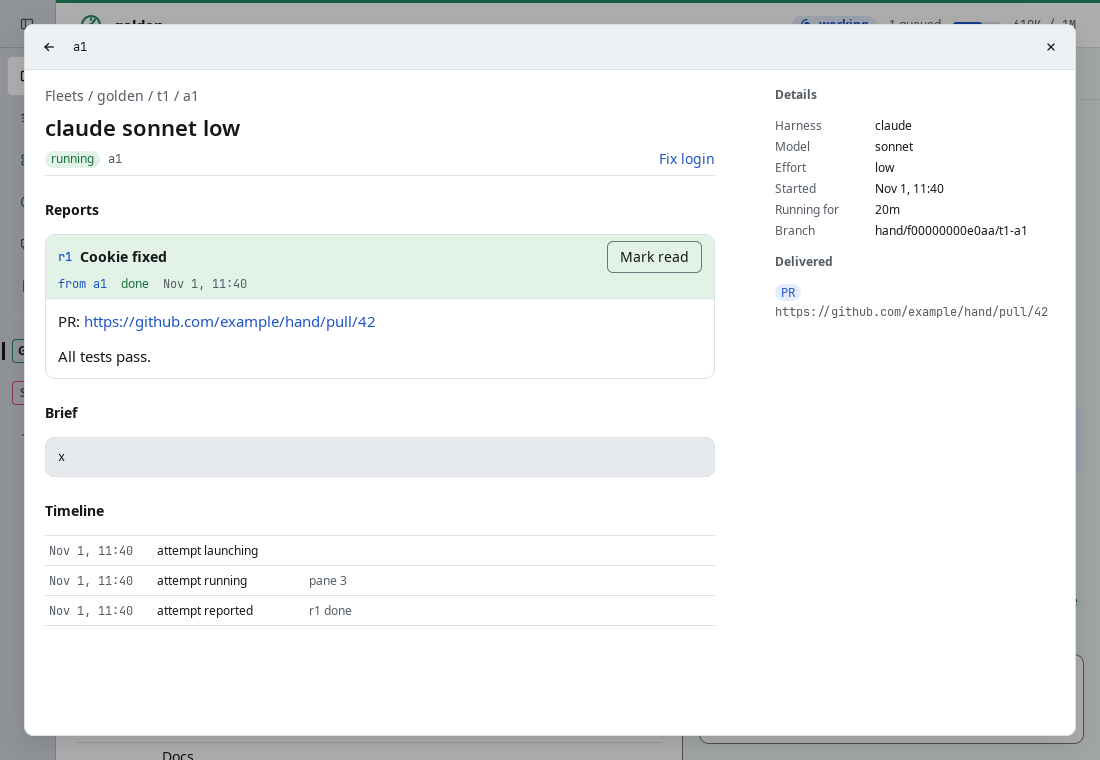 a1
Fleets / golden / t1 / a1
claude sonnet low
running a1
Fix login
Reports
r1 Cookie fixed
Mark read
from a1 done Nov 1, 11:40
PR: https://github.com/example/hand/pull/42
All tests pass.
Brief
x
Timeline
Nov 1, 11:40 attempt launching
Nov 1, 11:40 attempt running pane 3
Nov 1, 11:40 attempt reported r1 done
Details
Harness claude
Model sonnet
Effort low
Started Nov 1, 11:40
Running for 20m
Branch hand/f00000000e0aa/t1-a1
Delivered
PR
https://github.com/example/hand/pull/42
Docs